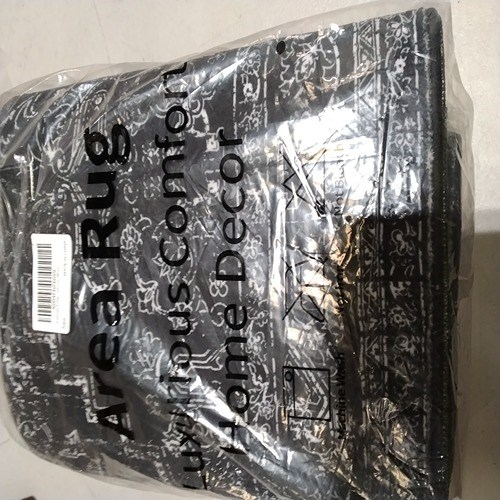 Area Rug
Luxurious Comfort
Home Decor
Machine Wash